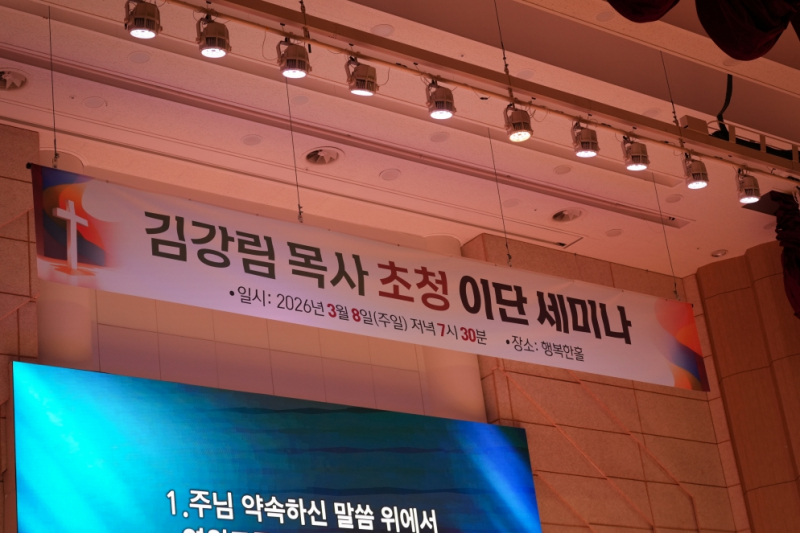 김강림 목사 초청 이단 세미나
•일시: 2026년 3월 8일(주일) 저녁 7시 30분 •장소: 행복한홀
1.주님 약속하신 말씀 위에서